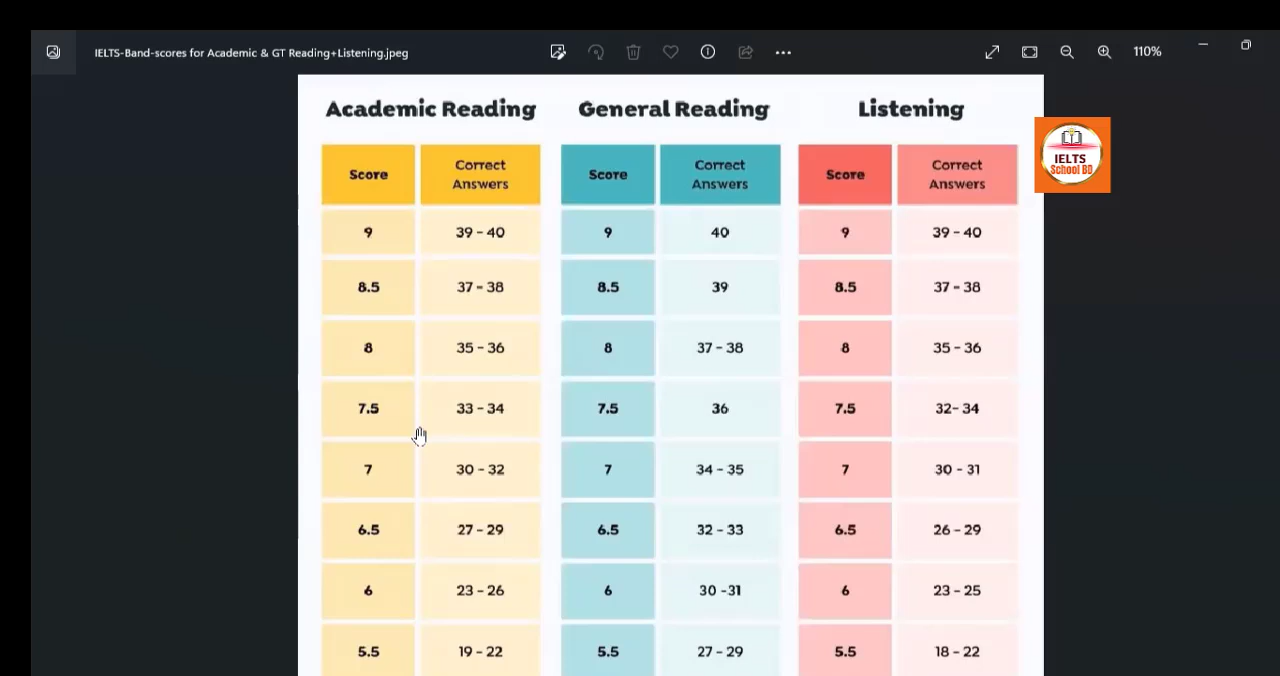 IELTS-Band-scores for Academic & GT Reading+Listening.jpeg
110%
Academic Reading General Reading Listening
Score Correct Answers Score Correct Answers Score Correct Answers
9 39 - 40 9 40 9 39 - 40
8.5 37 - 38 8.5 39 8.5 37 - 38
8 35 - 36 8 37 - 38 8 35 - 36
7.5 33 - 34 7.5 36 7.5 32- 34
7 30 - 32 7 34 - 35 7 30 - 31
6.5 27 - 29 6.5 32 - 33 6.5 26 - 29
6 23 - 26 6 30 -31 6 23 - 25
5.5 19 - 22 5.5 27 - 29 5.5 18 - 22
IELTS
School BD